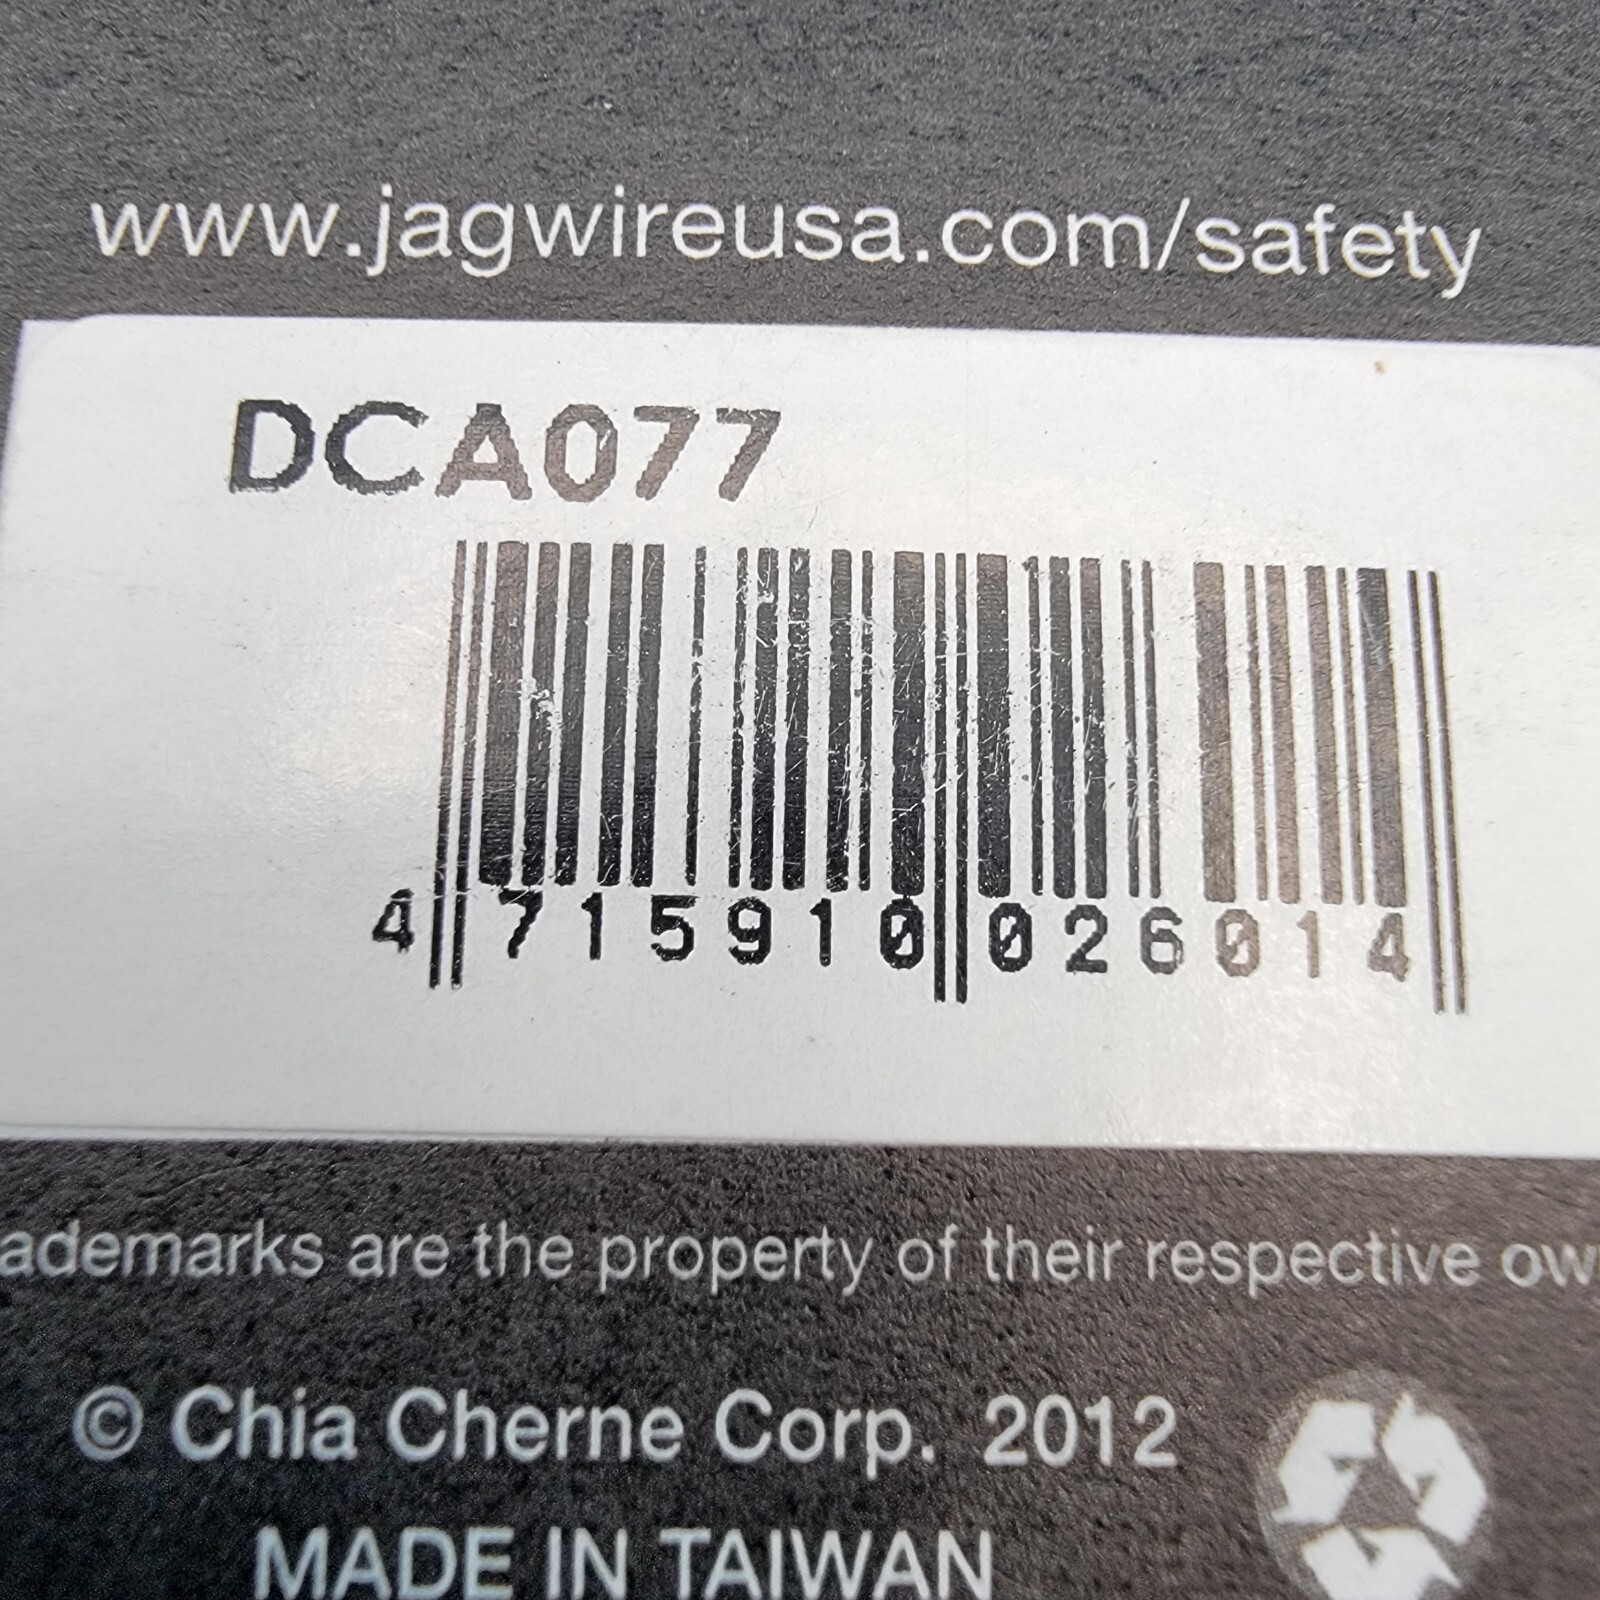 www.jagwireusa.com/safety
DCA077
4 715910 026014
ademarks are the property of their respective ow
© Chia Cherne Corp. 2012
MADE IN TAIWAN